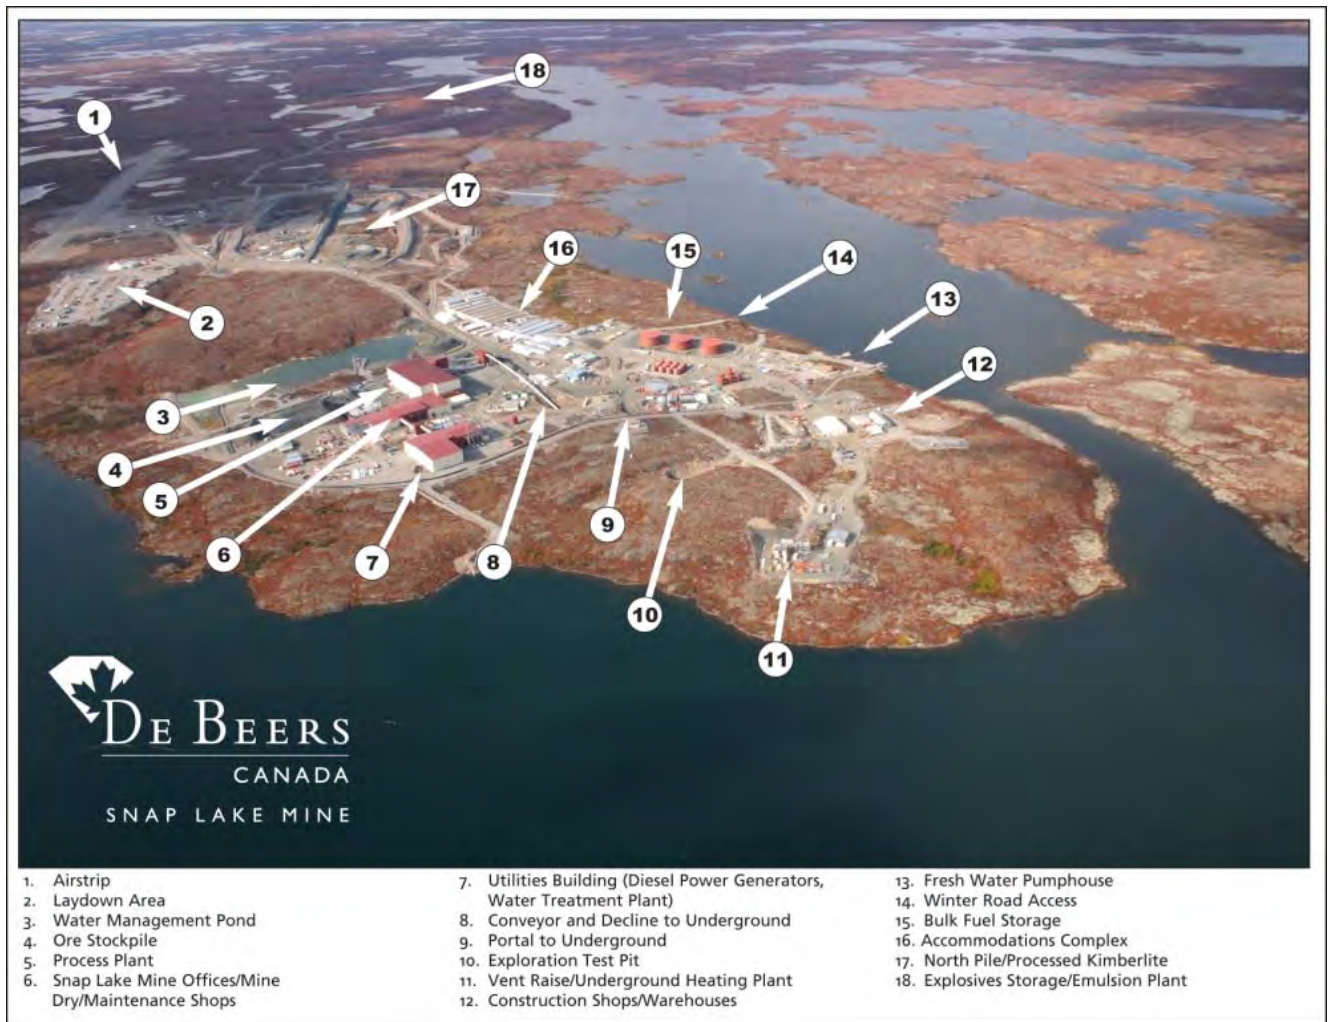 18
1
17
16
15
14
13
2
12
3
4
5
6
7
8
9
10
11
DE BEERS
CANADA
SNAP LAKE MINE
1. Airstrip
2. Laydown Area
3. Water Management Pond
4. Ore Stockpile
5. Process Plant
6. Snap Lake Mine Offices/Mine
Dry/Maintenance Shops
7. Utilities Building (Diesel Power Generators,
Water Treatment Plant)
8. Conveyor and Decline to Underground
9. Portal to Underground
10. Exploration Test Pit
11. Vent Raise/Underground Heating Plant
12. Construction Shops/Warehouses
13. Fresh Water Pumphouse
14. Winter Road Access
15. Bulk Fuel Storage
16. Accommodations Complex
17. North Pile/Processed Kimberlite
18. Explosives Storage/Emulsion Plant